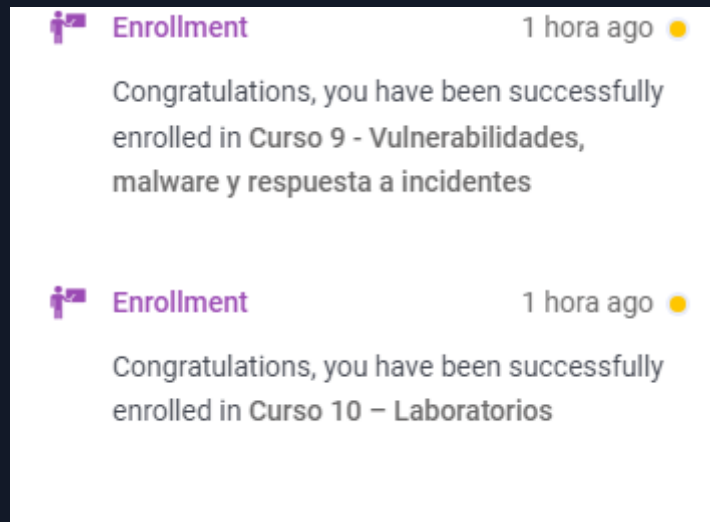 Enrollment 1 hora ago
Congratulations, you have been successfully
enrolled in Curso 9 - Vulnerabilidades,
malware y respuesta a incidentes
Enrollment 1 hora ago
Congratulations, you have been successfully
enrolled in Curso 10 – Laboratorios